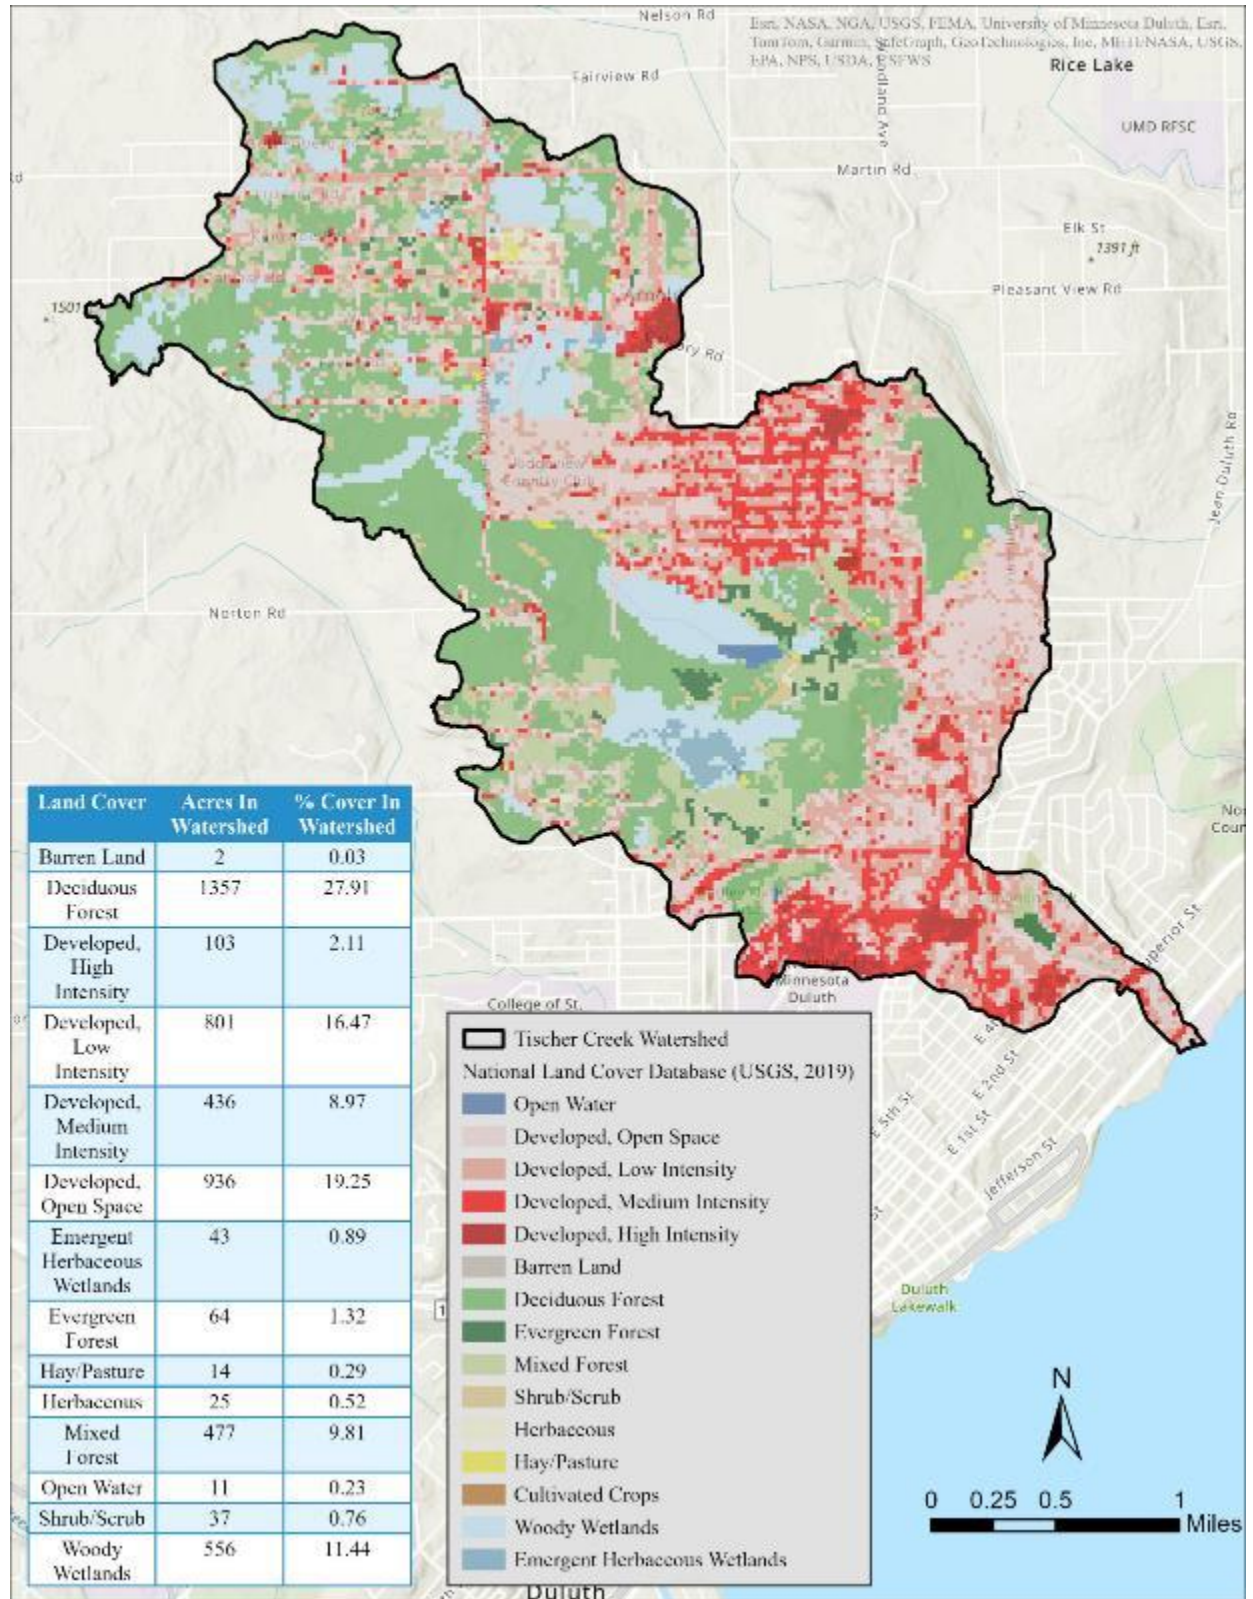 Nelson Rd
Esri, NASA, NGA, USGS, FEMA, University of Minnesota Duluth, Esri,
TomTom, Garmin, SafeGraph, GeoTechnologies, Inc, METI/NASA, USGS,
EPA, NPS, USDA, USFWS
Fairview Rd
Woodland Ave
Rice Lake
UMD RFSC
Martin Rd
Elk St
1391 ft
Pleasant View Rd
1501
Arnold
Jean Duluth Rd
Ridgeview
Country Club
Norton Rd
Land Cover
Acres In
Watershed
% Cover In
Watershed
Barren Land 2 0.03
Deciduous
Forest
1357 27.91
Developed,
High
Intensity
103 2.11
Developed,
Low
Intensity
801 16.47
Developed,
Medium
Intensity
436 8.97
Developed,
Open Space
936 19.25
Emergent
Herbaceous
Wetlands
43 0.89
Evergreen
Forest
64 1.32
Hay/Pasture 14 0.29
Herbaceous 25 0.52
Mixed
Forest
477 9.81
Open Water 11 0.23
Shrub/Scrub 37 0.76
Woody
Wetlands
556 11.44
Minnesota
Duluth
College of St.
Superior St
E 4th
E 2nd St
E 5th St
E 1st St
Jefferson St
Duluth
Lakewalk
Tischer Creek Watershed
National Land Cover Database (USGS, 2019)
Open Water
Developed, Open Space
Developed, Low Intensity
Developed, Medium Intensity
Developed, High Intensity
Barren Land
Deciduous Forest
Evergreen Forest
Mixed Forest
Shrub/Scrub
Herbaceous
Hay/Pasture
Cultivated Crops
Woody Wetlands
Emergent Herbaceous Wetlands
N
0 0.25 0.5 1
Miles
Duluth